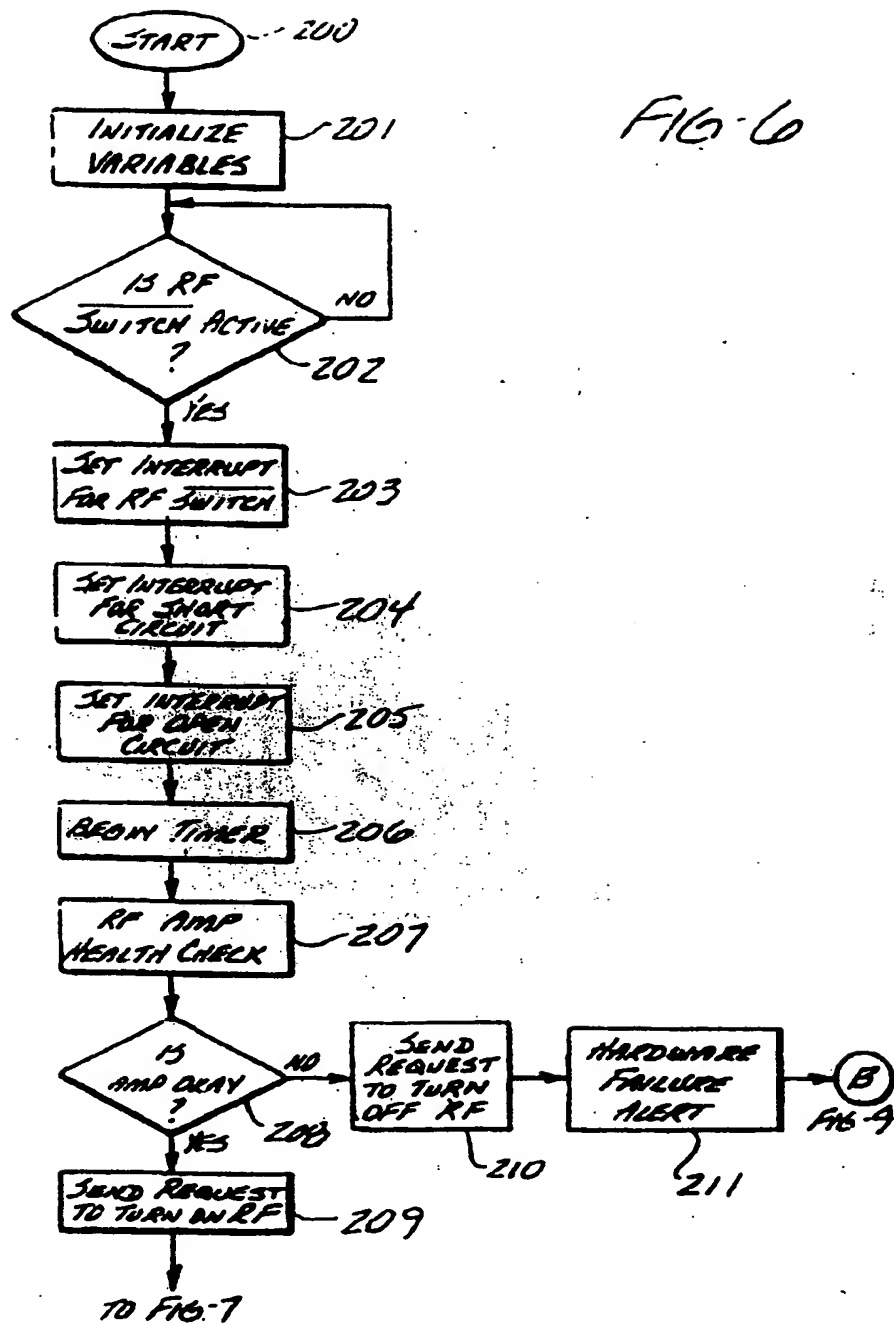 START
200
FIG-6
INITIALIZE
VARIABLES
201
IS RF
SWITCH ACTIVE
?
NO
202
YES
SET INTERRUPT
FOR RF SWITCH
203
SET INTERRUPT
FOR SHORT
CIRCUIT
204
SET INTERRUPT
FOR OPEN
CIRCUIT
205
BEGIN TIMER
206
RF AMP
HEALTH CHECK
207
IS
AMP OKAY
?
NO
208
YES
SEND
REQUEST
TO TURN
OFF RF
210
HARDWARE
FAILURE
ALERT
211
B
FIG-9
SEND REQUEST
TO TURN ON RF
209
TO FIG-7